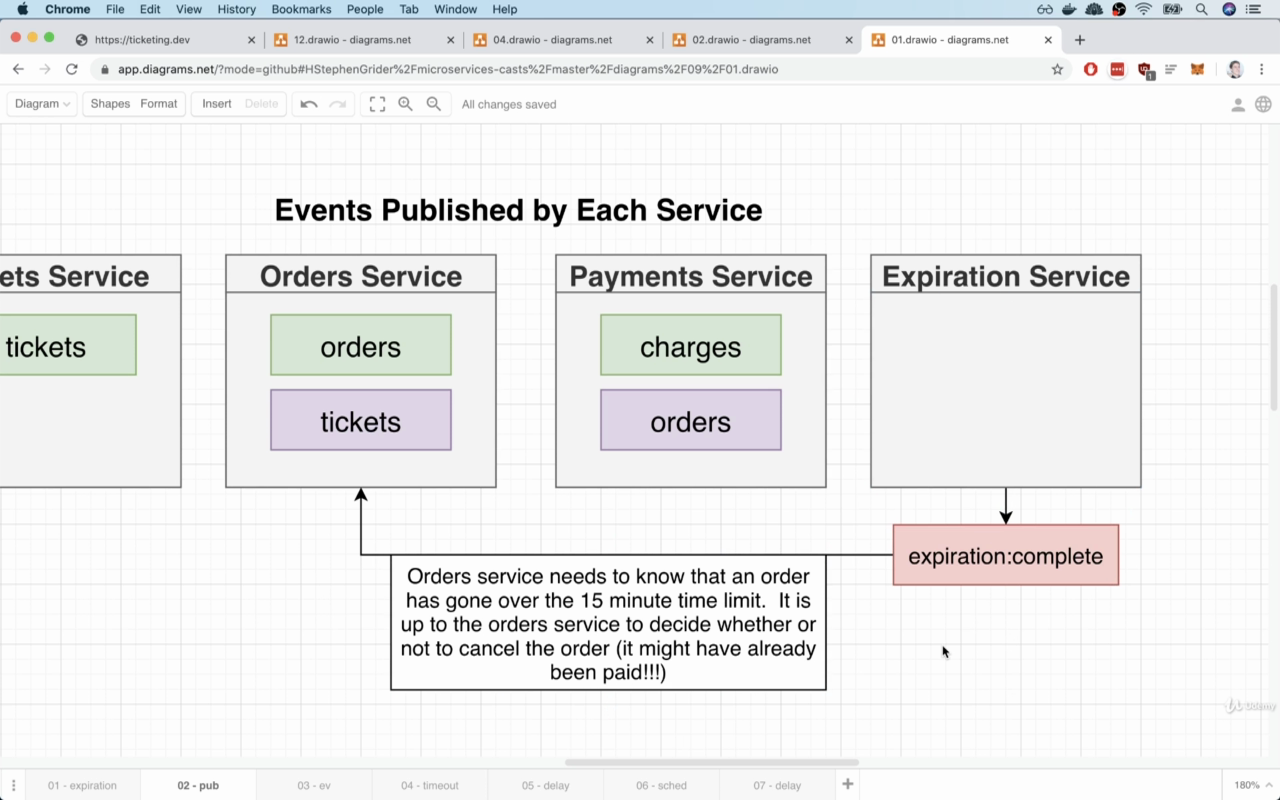 Chrome File Edit View History Bookmarks People Tab Window Help
https://ticketing.dev 12.drawio - diagrams.net 04.drawio - diagrams.net 02.drawio - diagrams.net 01.drawio - diagrams.net
app.diagrams.net/?mode=github#HStephenGrider%2Fmicroservices-casts%2Fmaster%2Fdiagrams%2F09%2F01.drawio
1
Diagram Shapes Format Insert Delete All changes saved
Events Published by Each Service
ets Service Orders Service Payments Service Expiration Service
tickets orders charges
tickets orders
expiration:complete
Orders service needs to know that an order
has gone over the 15 minute time limit. It is
up to the orders service to decide whether or
not to cancel the order (it might have already
been paid!!!)
Udemy
01 - expiration 02 - pub 03 - ev 04 - timeout 05 - delay 06 - sched 07 - delay 180%